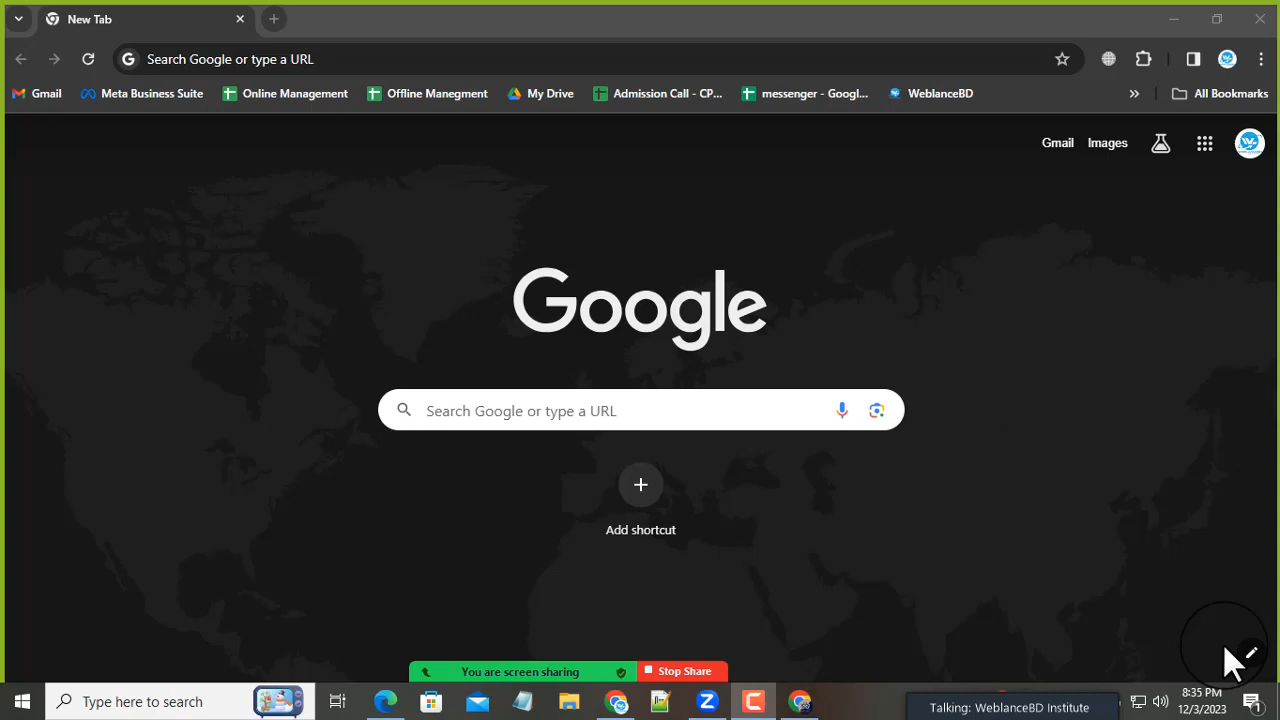 New Tab
Search Google or type a URL
Gmail
Meta Business Suite
Online Management
Offline Manegment
My Drive
Admission Call - CP...
messenger - Googl...
WeblanceBD
All Bookmarks
Gmail
Images
Google
Search Google or type a URL
Add shortcut
You are screen sharing
Stop Share
Type here to search
Talking: WeblanceBD Institute
8:35 PM
12/3/2023
1